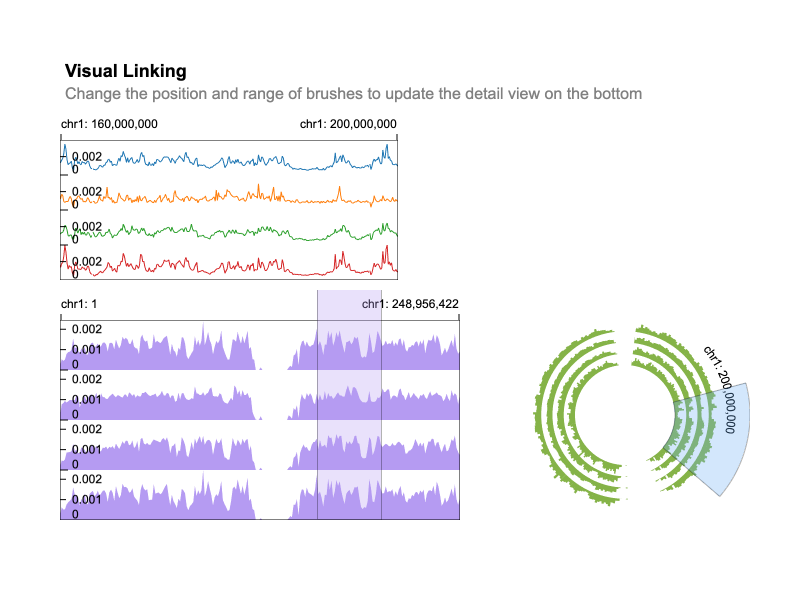 Visual Linking
Change the position and range of brushes to update the detail view on the bottom
chr1: 160,000,000
chr1: 200,000,000
0.002
0
0.002
0
0.002
0
0.002
0
chr1: 1
chr1: 248,956,422
0.002
0.001
0
0.002
0.001
0
0.002
0.001
0
0.002
0.001
0
chr1: 200,000,000